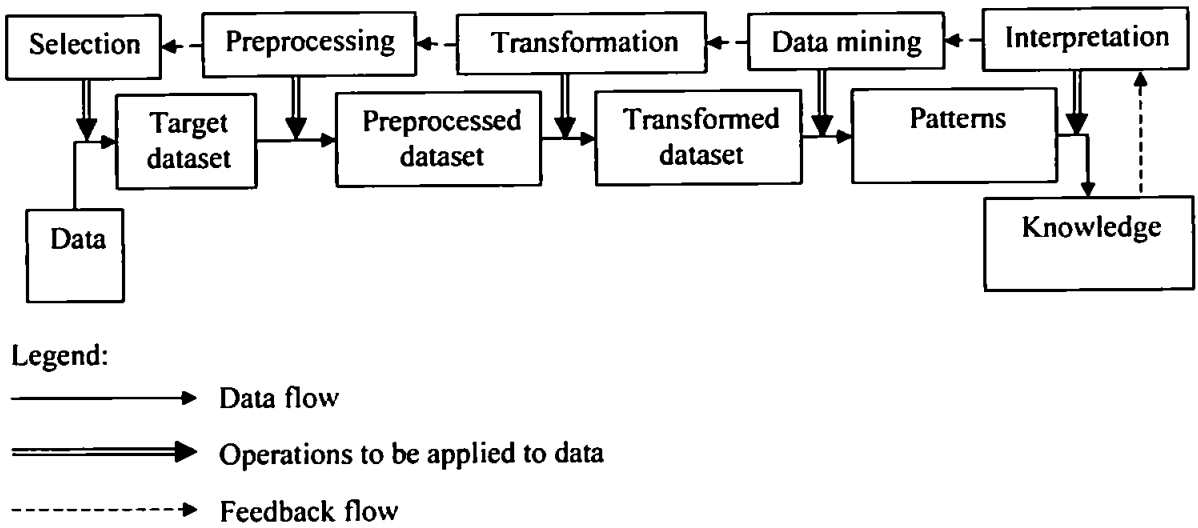 Selection
Preprocessing
Transformation
Data mining
Interpretation
Target
dataset
Preprocessed
dataset
Transformed
dataset
Patterns
Data
Knowledge
Legend:
Data flow
Operations to be applied to data
Feedback flow